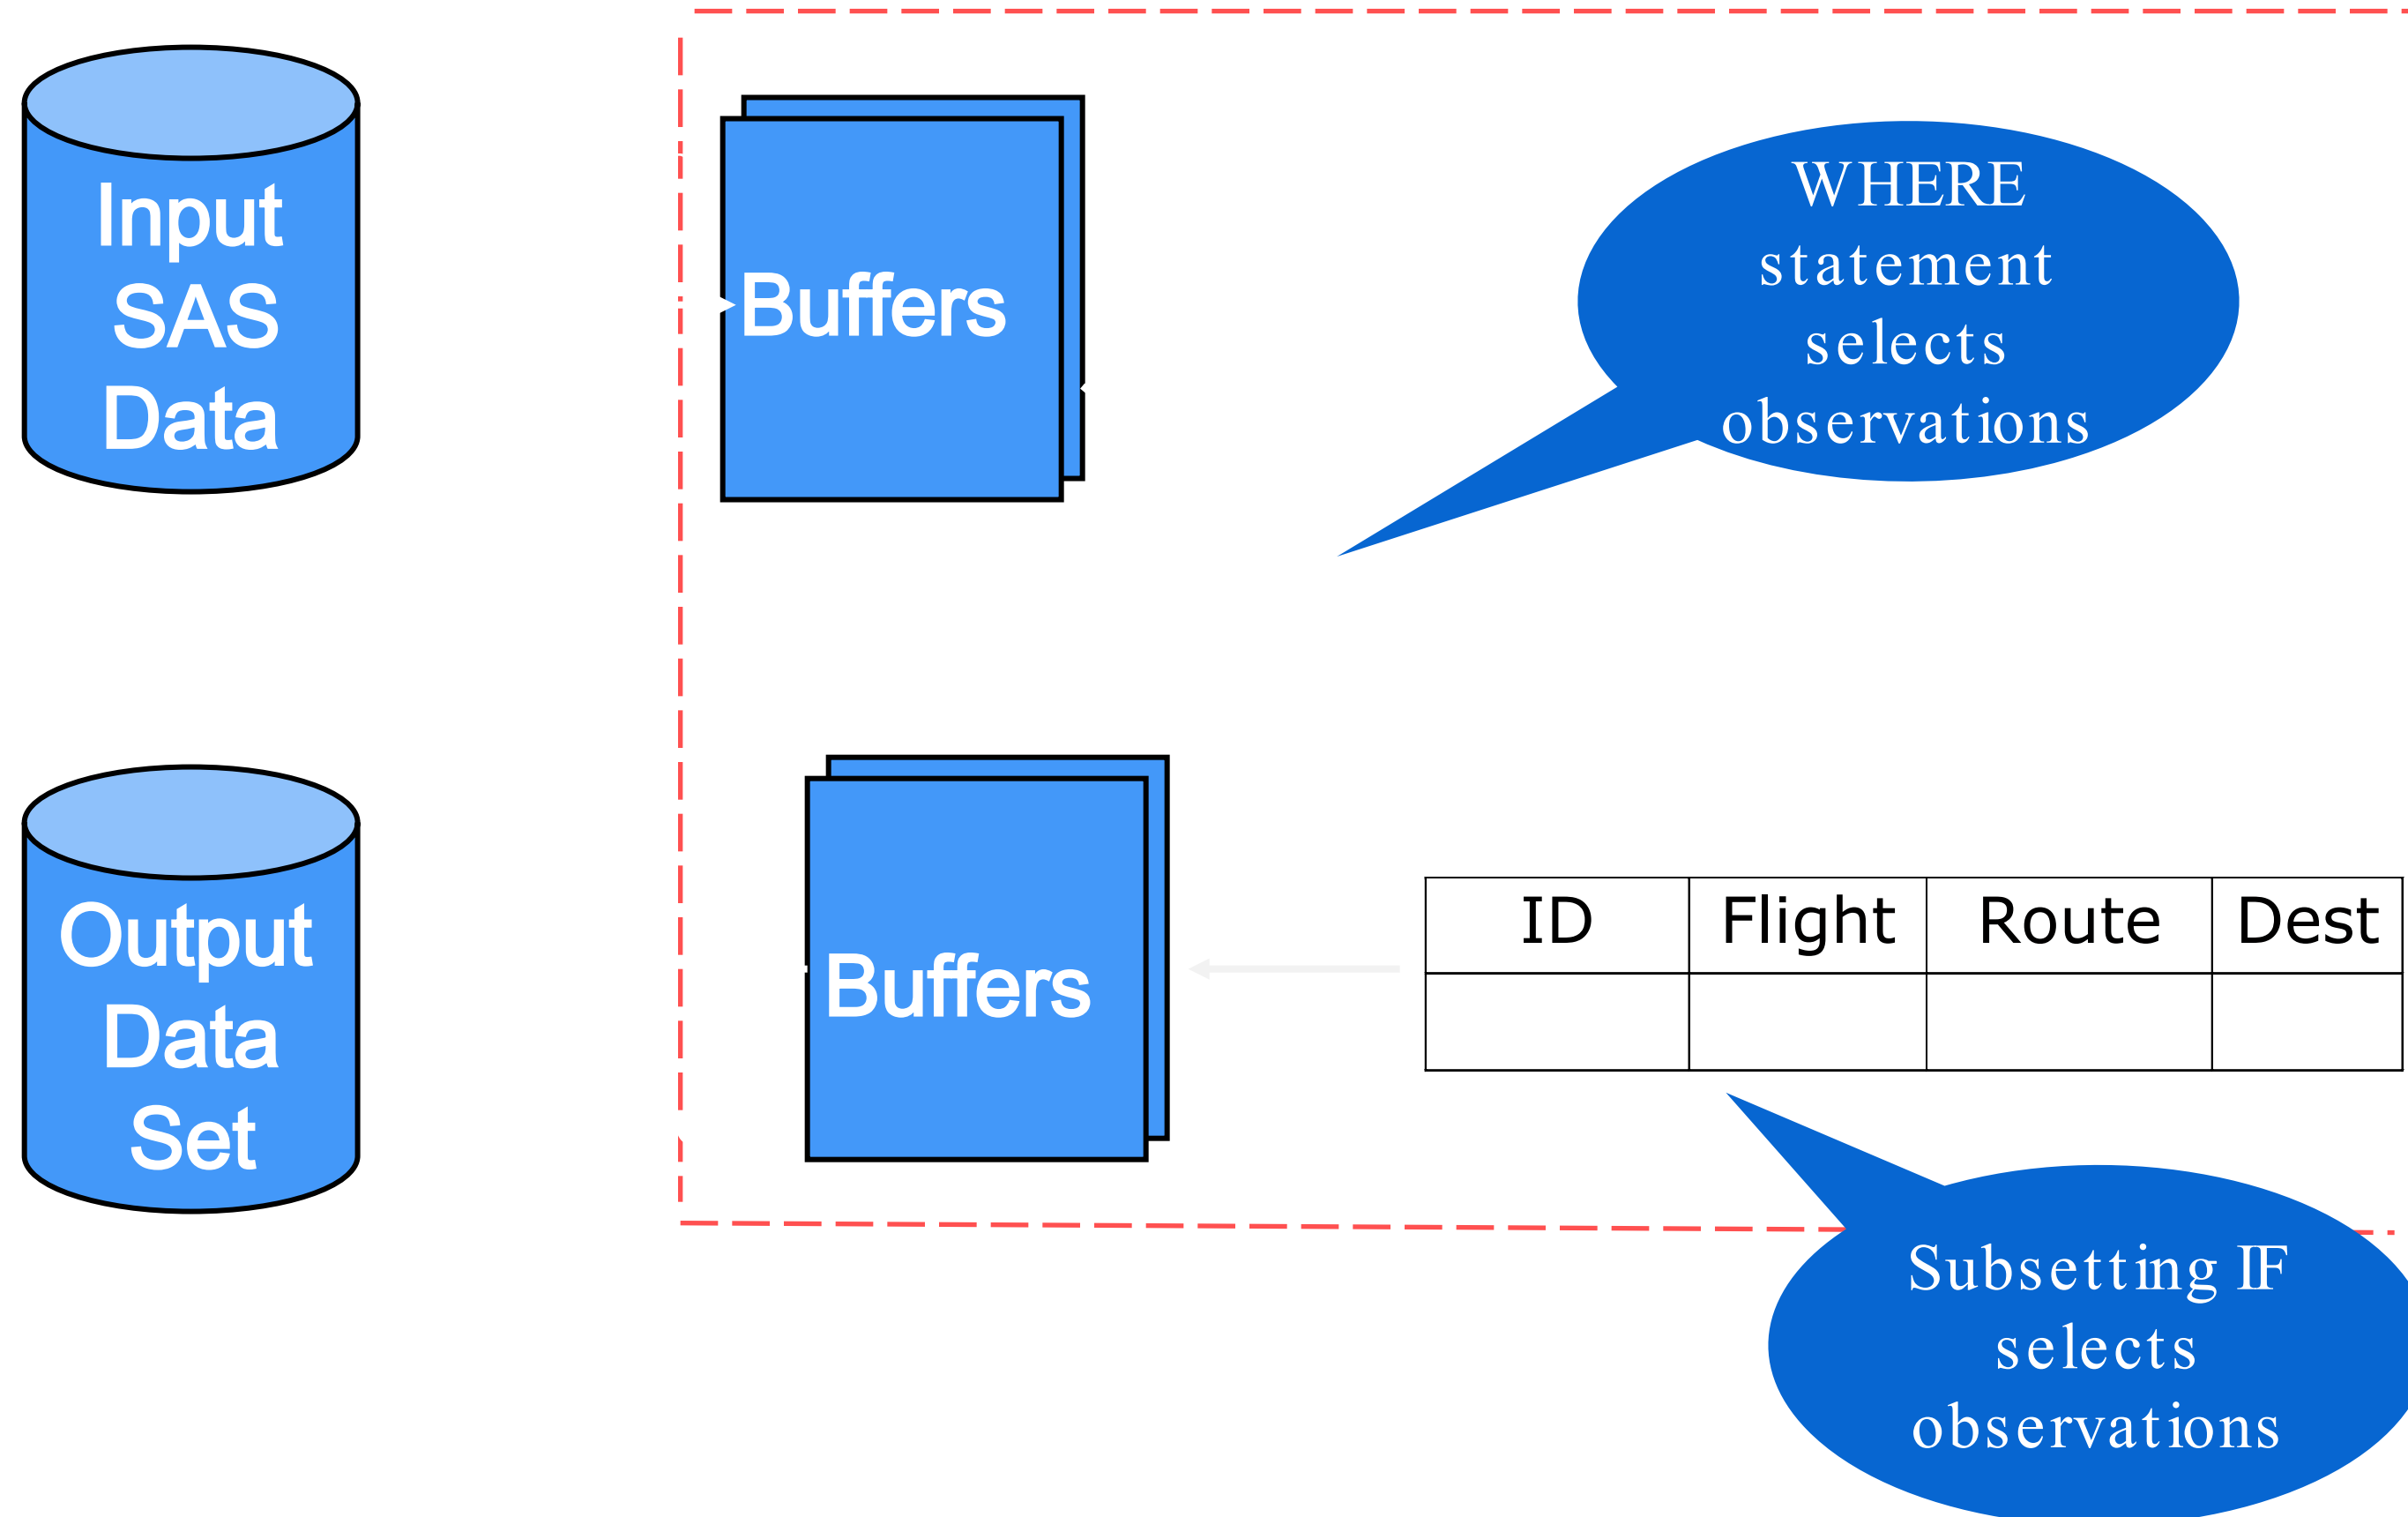 Input
SAS
Data
Buffers
WHERE
statement
selects
observations
Output
Data
Set
Buffers
ID Flight Route Dest
Subsetting IF
selects
observations